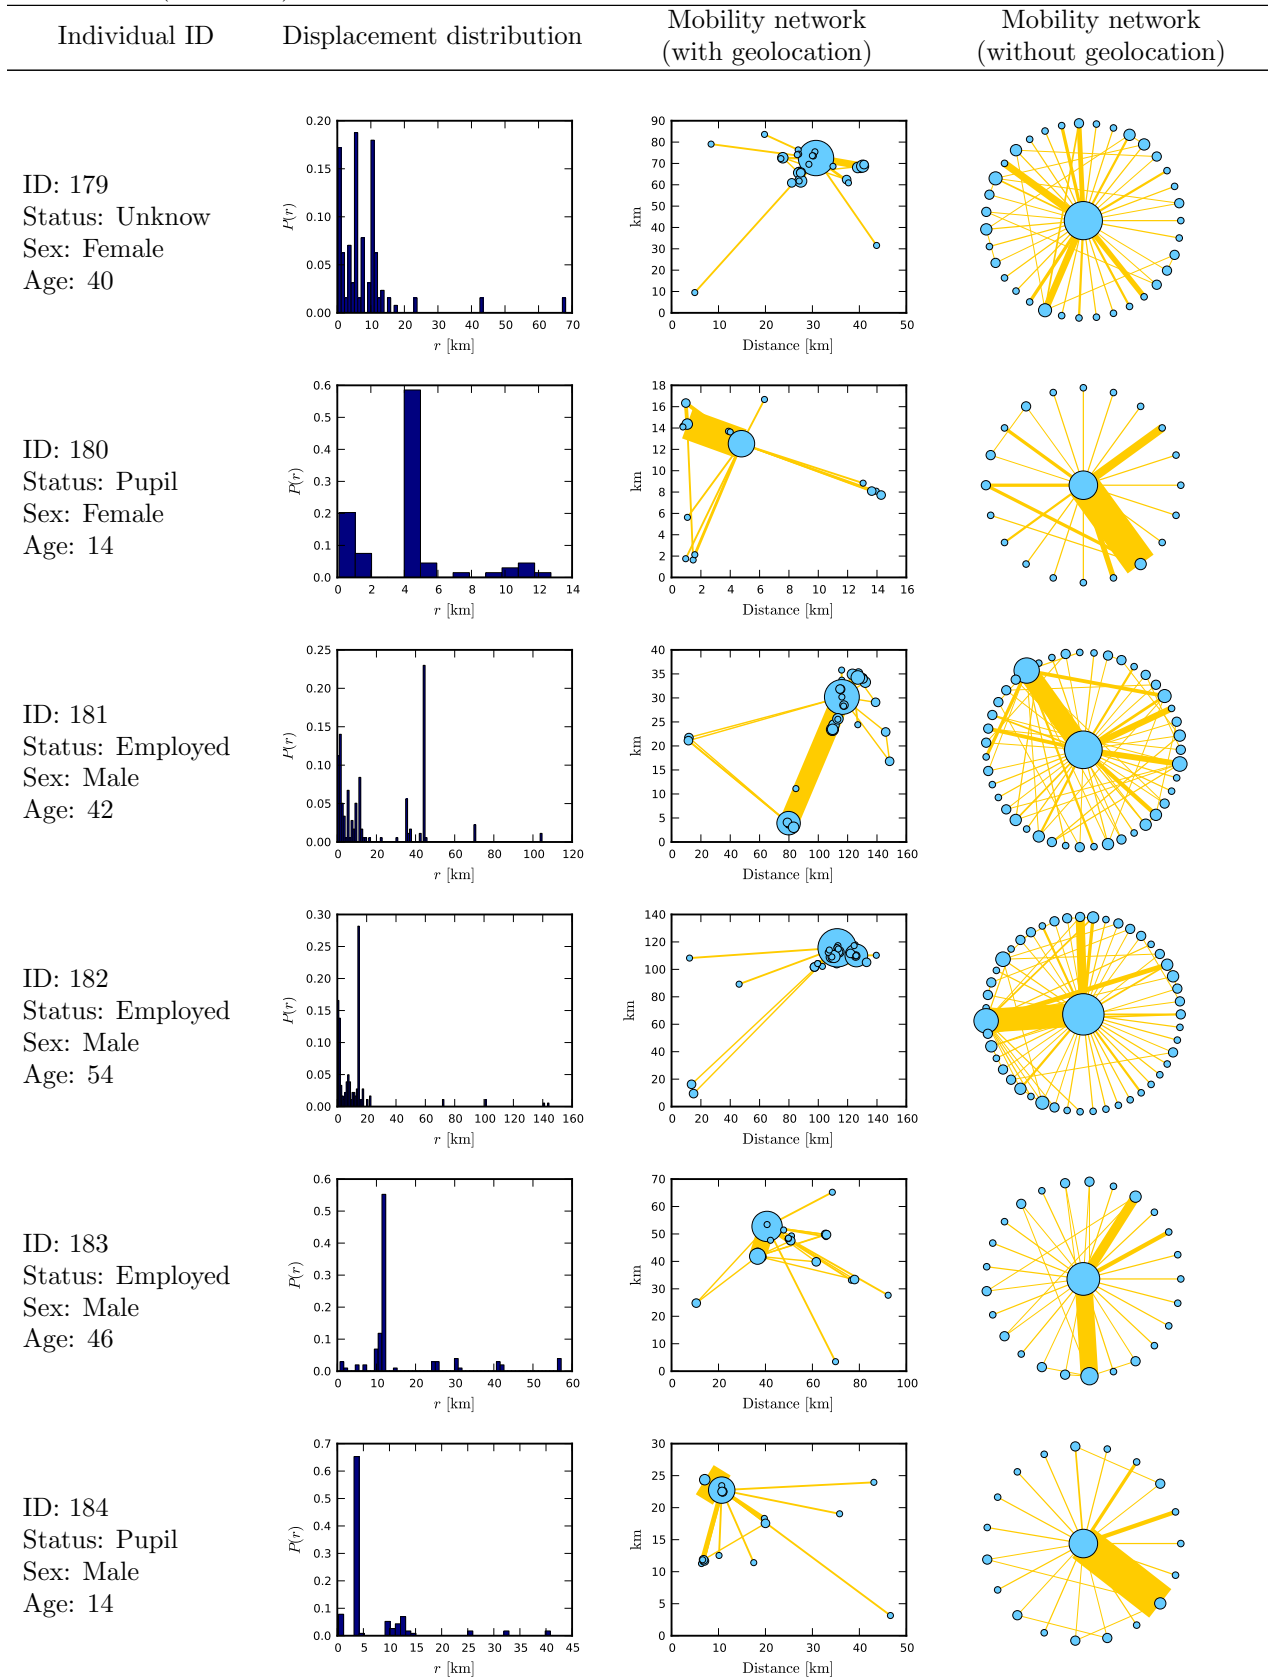 Individual ID
Displacement distribution
Mobility network
(with geolocation)
Mobility network
(without geolocation)
ID: 179
Status: Unknow
Sex: Female
Age: 40
0.20
0.15
0.10
0.05
0.00
P(r)
0 10 20 30 40 50 60 70
r [km]
90
80
70
60
50
40
30
20
10
0
km
0 10 20 30 40 50
Distance [km]
ID: 180
Status: Pupil
Sex: Female
Age: 14
0.6
0.5
0.4
0.3
0.2
0.1
0.0
P(r)
0 2 4 6 8 10 12 14
r [km]
18
16
14
12
10
8
6
4
2
0
km
0 2 4 6 8 10 12 14 16
Distance [km]
ID: 181
Status: Employed
Sex: Male
Age: 42
0.25
0.20
0.15
0.10
0.05
0.00
P(r)
0 20 40 60 80 100 120
r [km]
40
35
30
25
20
15
10
5
0
km
0 20 40 60 80 100 120 140 160
Distance [km]
ID: 182
Status: Employed
Sex: Male
Age: 54
0.30
0.25
0.20
0.15
0.10
0.05
0.00
P(r)
0 20 40 60 80 100 120 140 160
r [km]
140
120
100
80
60
40
20
0
km
0 20 40 60 80 100 120 140 160
Distance [km]
ID: 183
Status: Employed
Sex: Male
Age: 46
0.6
0.5
0.4
0.3
0.2
0.1
0.0
P(r)
0 10 20 30 40 50 60
r [km]
70
60
50
40
30
20
10
0
km
0 20 40 60 80 100
Distance [km]
ID: 184
Status: Pupil
Sex: Male
Age: 14
0.7
0.6
0.5
0.4
0.3
0.2
0.1
0.0
P(r)
0 5 10 15 20 25 30 35 40 45
r [km]
30
25
20
15
10
5
0
km
0 10 20 30 40 50
Distance [km]